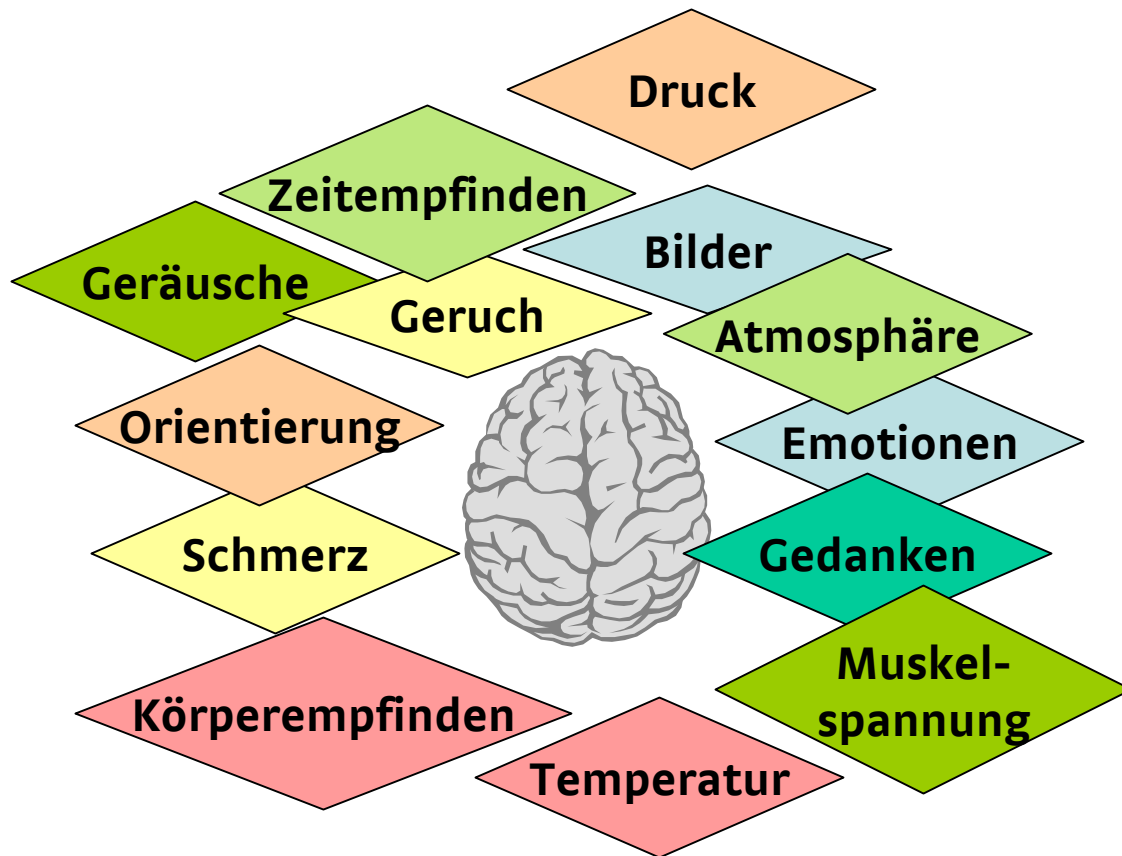 Druck
Zeitempfinden
Bilder
Geräusche
Geruch
Atmosphäre
Orientierung
Emotionen
Schmerz
Gedanken
Muskel-
spannung
Körperempfinden
Temperatur